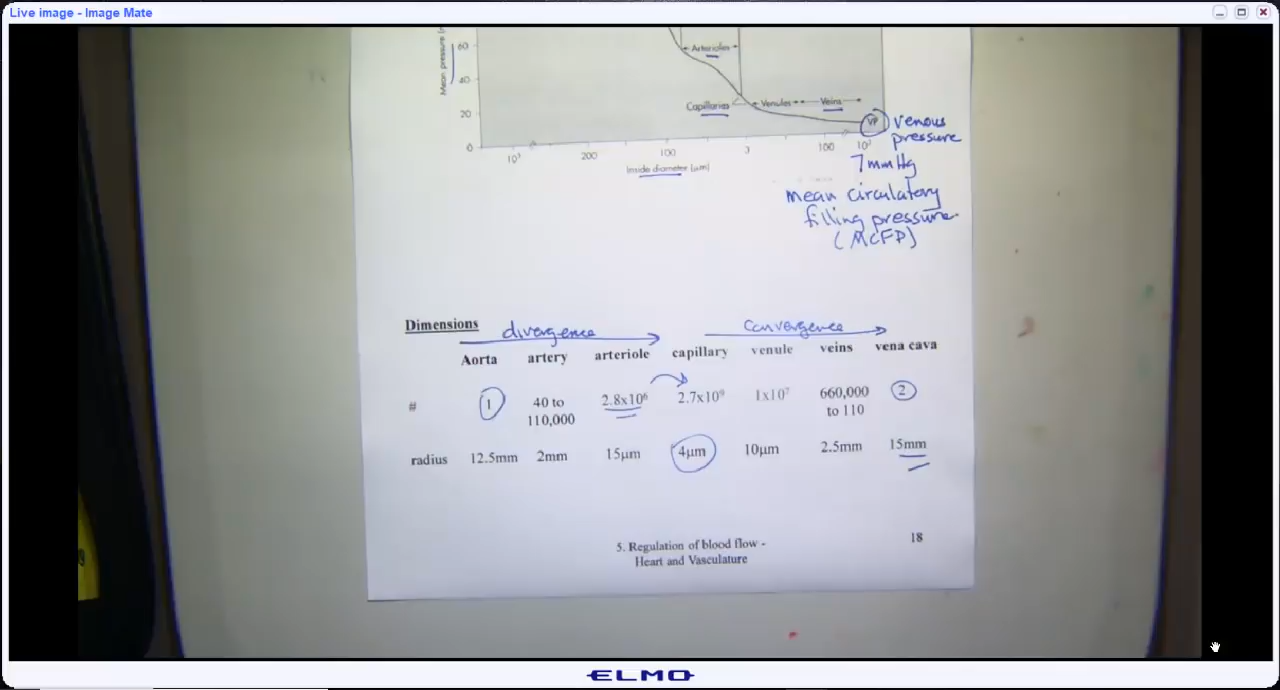 Live image - Image Mate
Mean pressure
60
40
20
0
Arterioles
Capillaries
Venules
Veins
VP
venous
pressure
7mmHg
mean circulatory
filling pressure
(MCFP)
10³ 200 100 3 100 10³
Inside diameter (μm)
Dimensions divergence convergence
Aorta artery arteriole capillary venule veins vena cava
# 1 40 to 2.8x10⁶ 2.7x10⁹ 1x10⁷ 660,000 2
110,000 to 110
radius 12.5mm 2mm 15μm 4μm 10μm 2.5mm 15mm
5. Regulation of blood flow -
Heart and Vasculature
18
ELMO